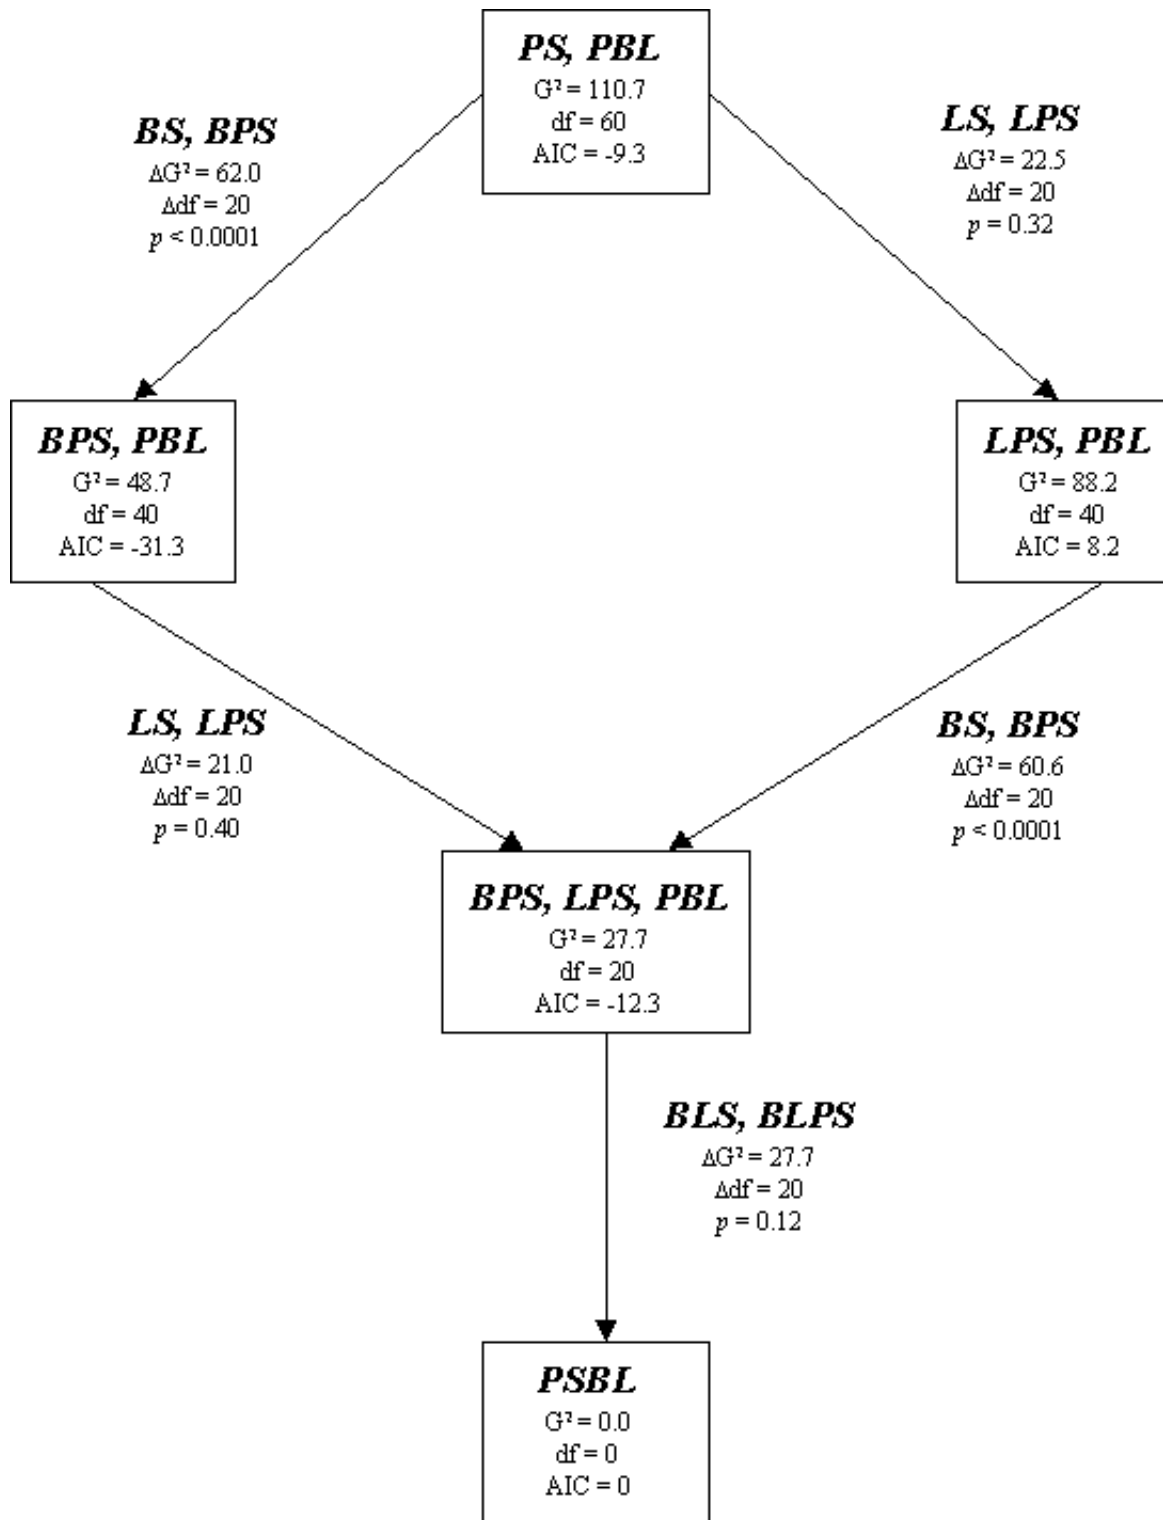 PS, PBL
G² = 110.7
df = 60
AIC = -9.3
BS, BPS
ΔG² = 62.0
Δdf = 20
p < 0.0001
LS, LPS
ΔG² = 22.5
Δdf = 20
p = 0.32
BPS, PBL
G² = 48.7
df = 40
AIC = -31.3
LPS, PBL
G² = 88.2
df = 40
AIC = 8.2
LS, LPS
ΔG² = 21.0
Δdf = 20
p = 0.40
BS, BPS
ΔG² = 60.6
Δdf = 20
p < 0.0001
BPS, LPS, PBL
G² = 27.7
df = 20
AIC = -12.3
BLS, BLPS
ΔG² = 27.7
Δdf = 20
p = 0.12
PSBL
G² = 0.0
df = 0
AIC = 0